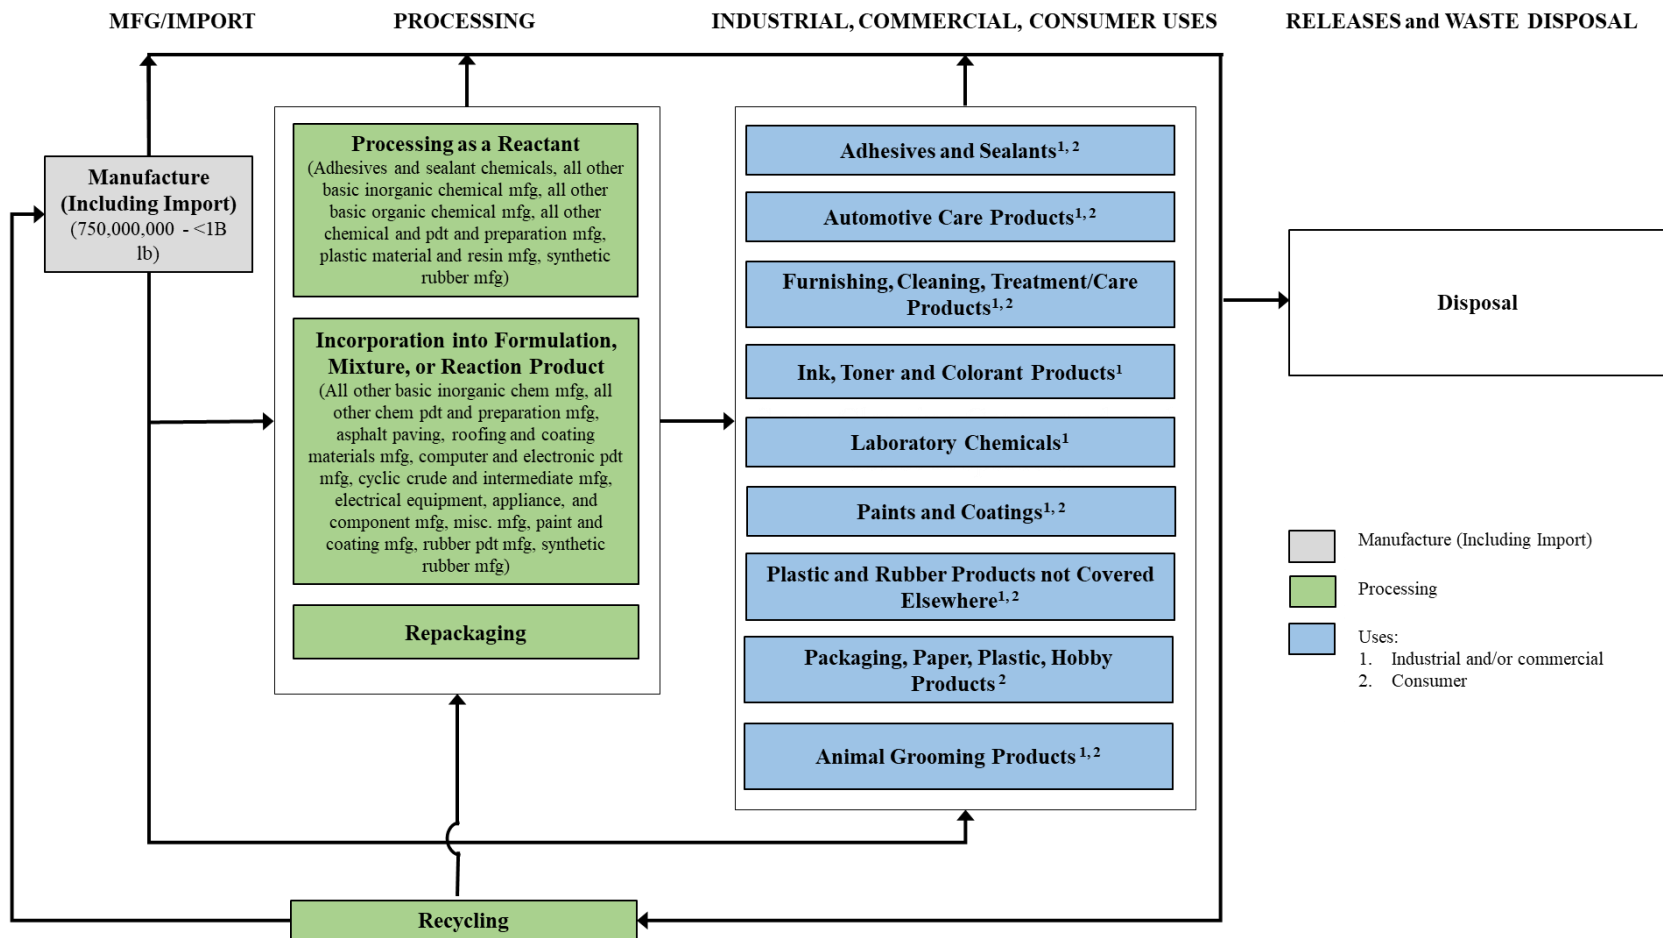 MFG/IMPORT
PROCESSING
INDUSTRIAL, COMMERCIAL, CONSUMER USES
RELEASES and WASTE DISPOSAL
Manufacture
(Including Import)
(750,000,000 - <1B
lb)
Processing as a Reactant
(Adhesives and sealant chemicals, all other
basic inorganic chemical mfg, all other
basic organic chemical mfg, all other
chemical and pdt and preparation mfg,
plastic material and resin mfg, synthetic
rubber mfg)
Incorporation into Formulation,
Mixture, or Reaction Product
(All other basic inorganic chem mfg, all
other chem pdt and preparation mfg,
asphalt paving, roofing and coating
materials mfg, computer and electronic pdt
mfg, cyclic crude and intermediate mfg,
electrical equipment, appliance, and
component mfg, misc. mfg, paint and
coating mfg, rubber pdt mfg, synthetic
rubber mfg)
Repackaging
Recycling
Adhesives and Sealants1, 2
Automotive Care Products1, 2
Furnishing, Cleaning, Treatment/Care
Products1, 2
Ink, Toner and Colorant Products1
Laboratory Chemicals1
Paints and Coatings1, 2
Plastic and Rubber Products not Covered
Elsewhere1, 2
Packaging, Paper, Plastic, Hobby
Products2
Animal Grooming Products1, 2
Disposal
Manufacture (Including Import)
Processing
Uses:
1. Industrial and/or commercial
2. Consumer